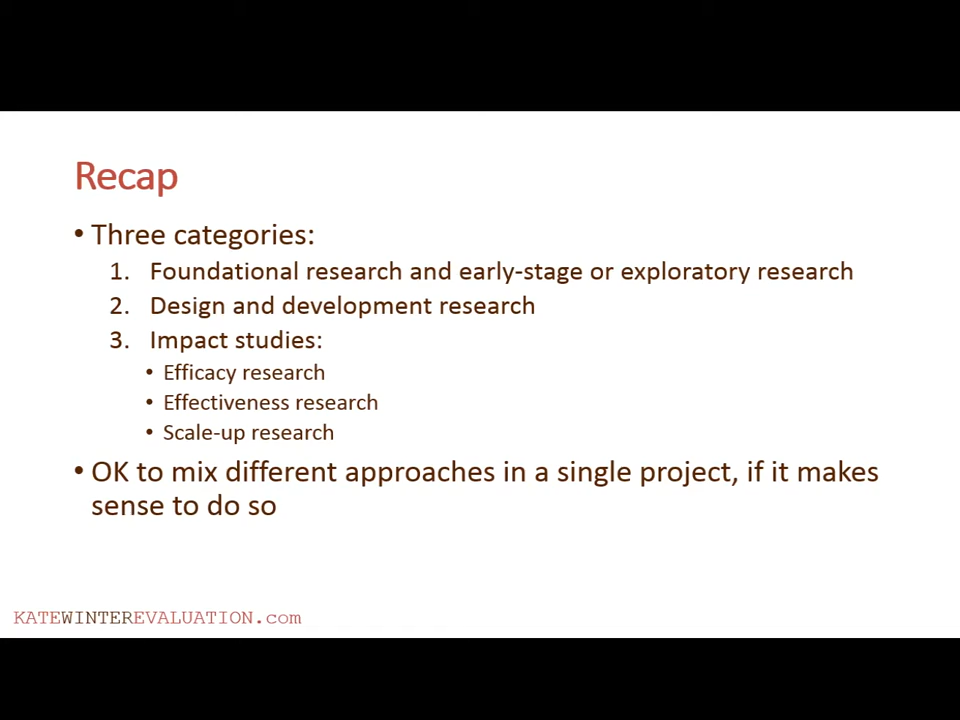 Recap
• Three categories:
1. Foundational research and early-stage or exploratory research
2. Design and development research
3. Impact studies:
• Efficacy research
• Effectiveness research
• Scale-up research
• OK to mix different approaches in a single project, if it makes
sense to do so
KATEWINTEREVALUATION.com